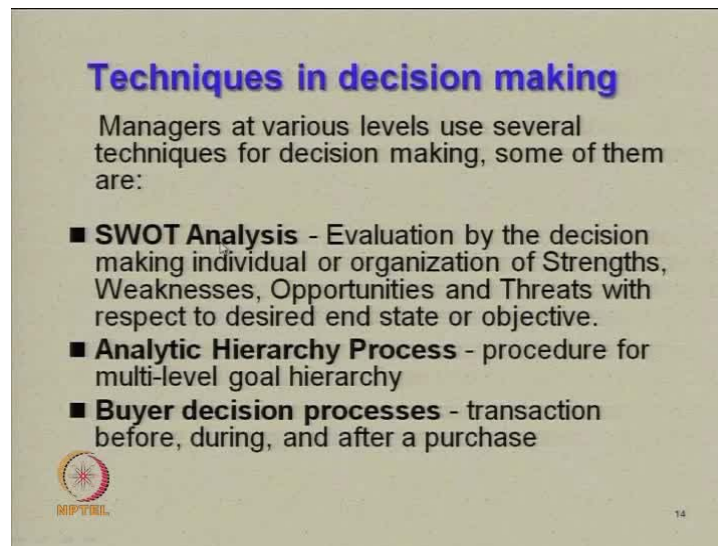 Techniques in decision making
Managers at various levels use several
techniques for decision making, some of them
are:
■ SWOT Analysis - Evaluation by the decision
making individual or organization of Strengths,
Weaknesses, Opportunities and Threats with
respect to desired end state or objective.
■ Analytic Hierarchy Process - procedure for
multi-level goal hierarchy
■ Buyer decision processes - transaction
before, during, and after a purchase
NPTEL
14